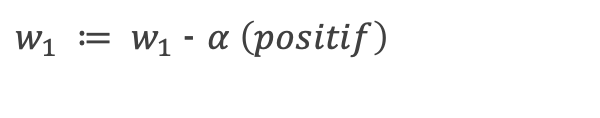 w₁ := w₁ - α (positif)